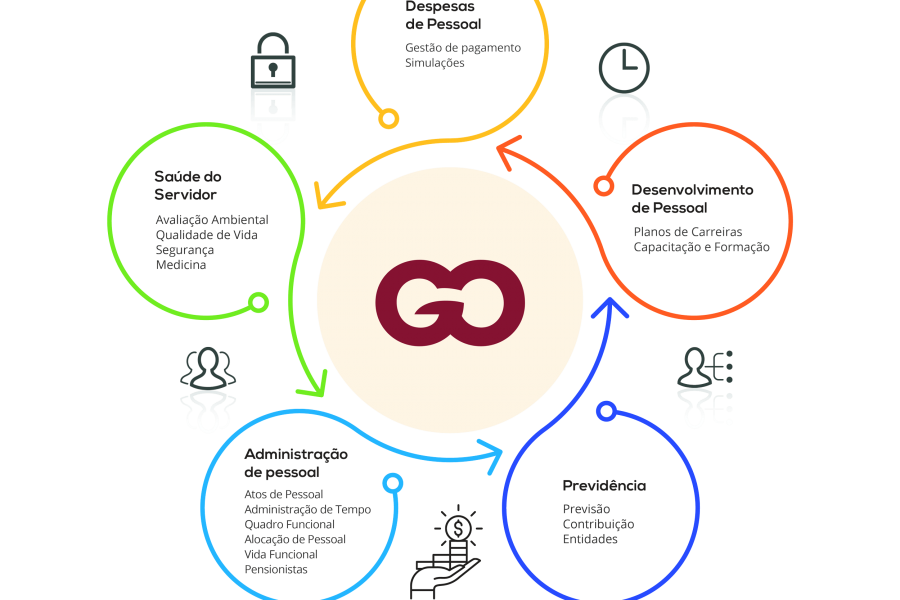 Despesas
de Pessoal
Gestão de pagamento
Simulações
Saúde do
Servidor
Avaliação Ambiental
Qualidade de Vida
Segurança
Medicina
Desenvolvimento
de Pessoal
Planos de Carreiras
Capacitação e Formação
GO
Administração
de pessoal
Atos de Pessoal
Administração de Tempo
Quadro Funcional
Alocação de Pessoal
Vida Funcional
Pensionistas
$
Previdência
Previsão
Contribuição
Entidades